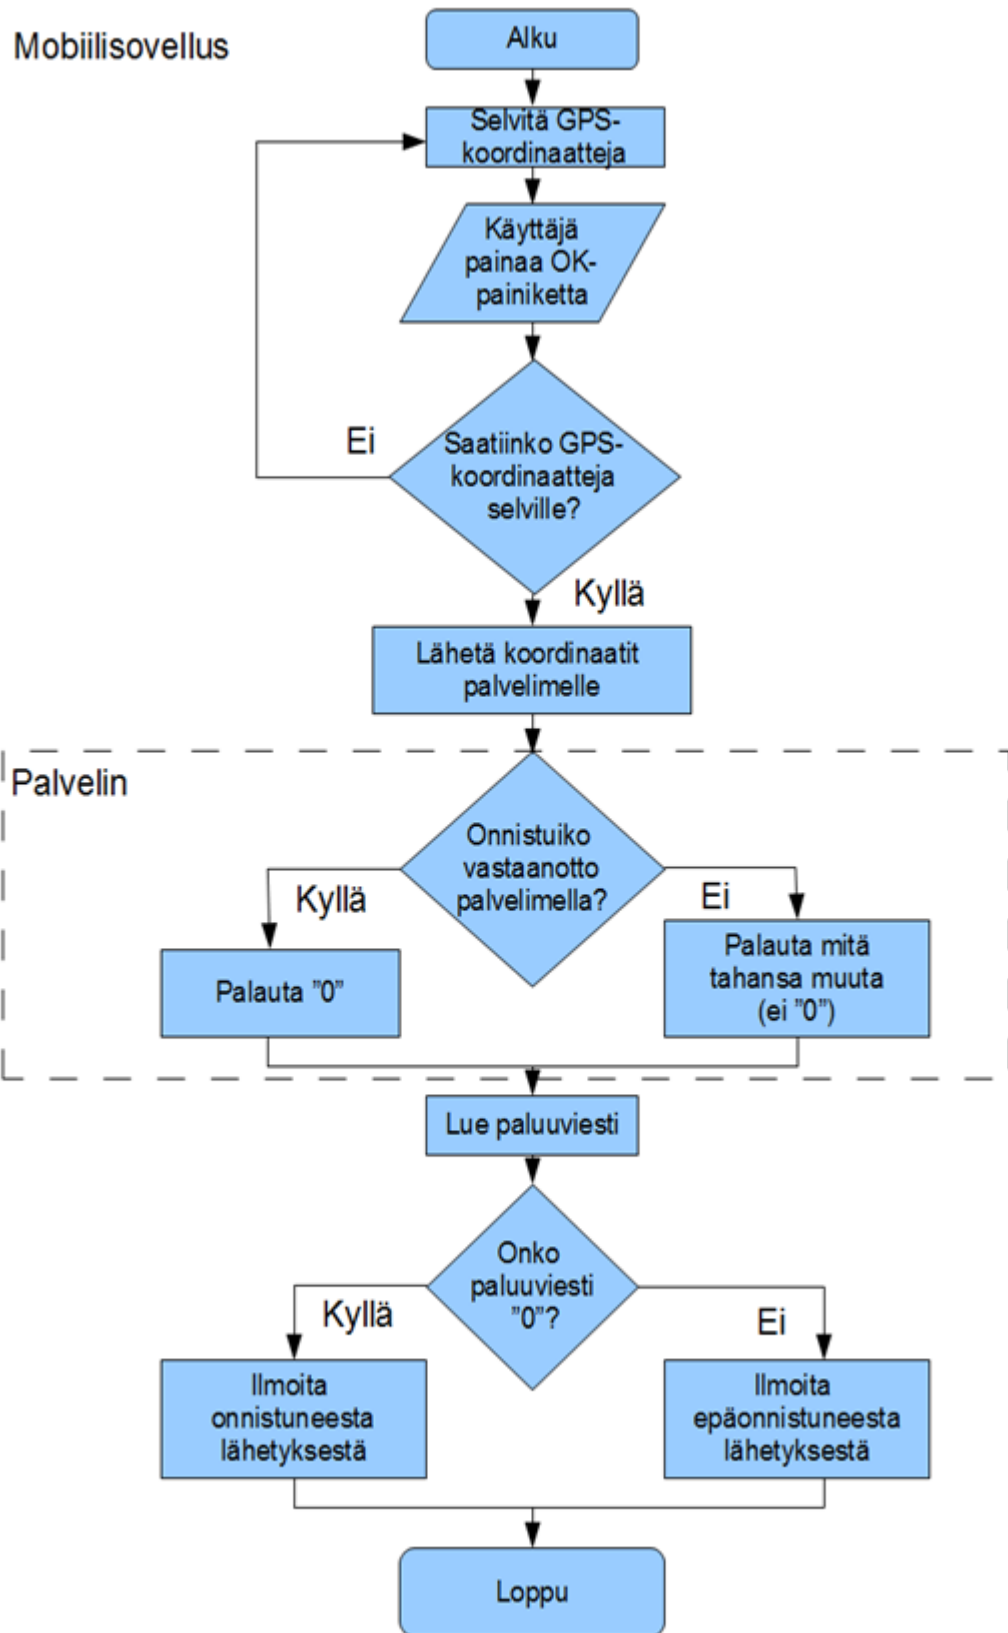 Mobiilisovellus
Alku
Selvitä GPS-
koordinaatteja
Käyttäjä
painaa OK-
painiketta
Ei
Saatiinko GPS-
koordinaatteja
selville?
Kyllä
Lähetä koordinaatit
palvelimelle
Palvelin
Onnistuiko
vastaanotto
palvelimella?
Kyllä
Ei
Palauta ”0”
Palauta mitä
tahansa muuta
(ei ”0”)
Lue paluuviesti
Onko
paluuviesti
”0”?
Kyllä
Ei
Ilmoita
onnistuneesta
lähetyksestä
Ilmoita
epäonnistuneesta
lähetyksestä
Loppu